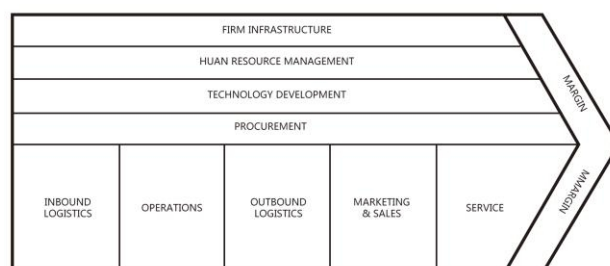 FIRM INFRASTRUCTURE
HUAN RESOURCE MANAGEMENT
TECHNOLOGY DEVELOPMENT
PROCUREMENT
MARGIN
INBOUND
LOGISTICS
OPERATIONS
OUTBOUND
LOGISTICS
MARKETING
& SALES
SERVICE
MMARGIN